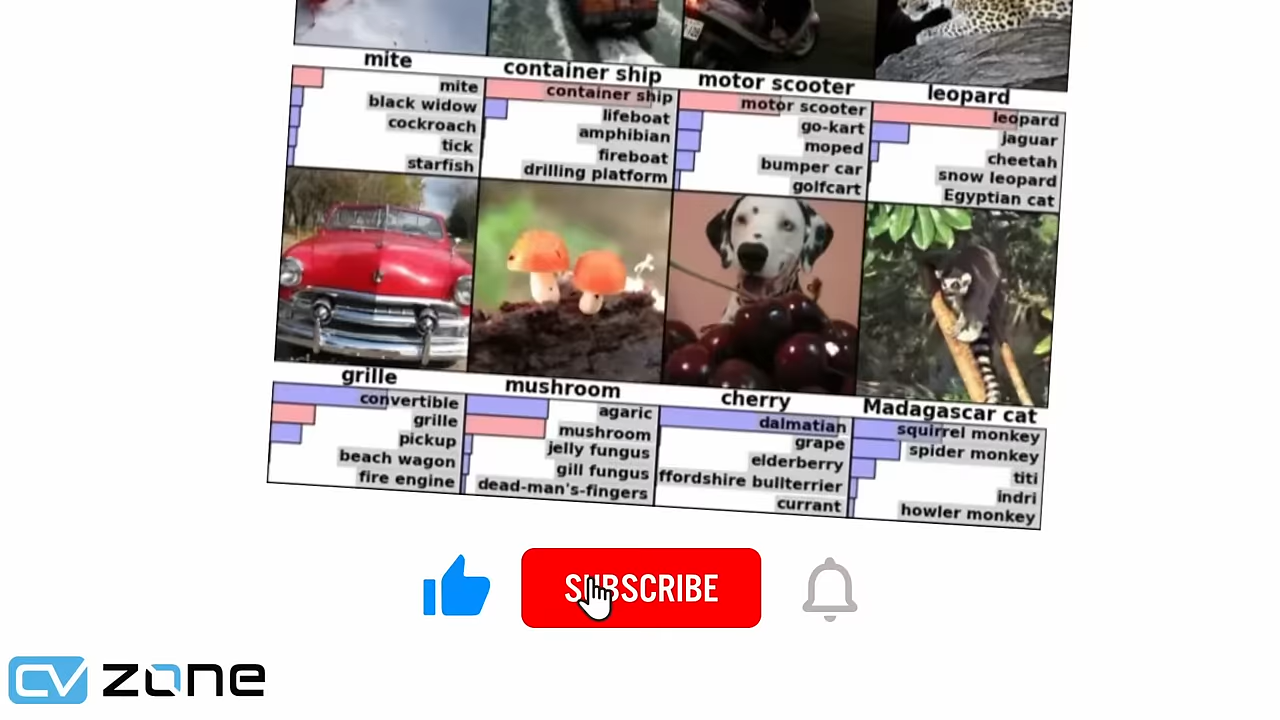 mite
container ship
motor scooter
leopard
mite
black widow
cockroach
tick
starfish
container ship
lifeboat
amphibian
fireboat
drilling platform
motor scooter
go-kart
moped
bumper car
golfcart
leopard
jaguar
cheetah
snow leopard
Egyptian cat
grille
mushroom
cherry
Madagascar cat
convertible
grille
pickup
beach wagon
fire engine
agaric
mushroom
jelly fungus
gill fungus
dead-man's-fingers
dalmatian
grape
elderberry
ffordshire bullterrier
currant
squirrel monkey
spider monkey
titi
indri
howler monkey
SUBSCRIBE
CV ZONE